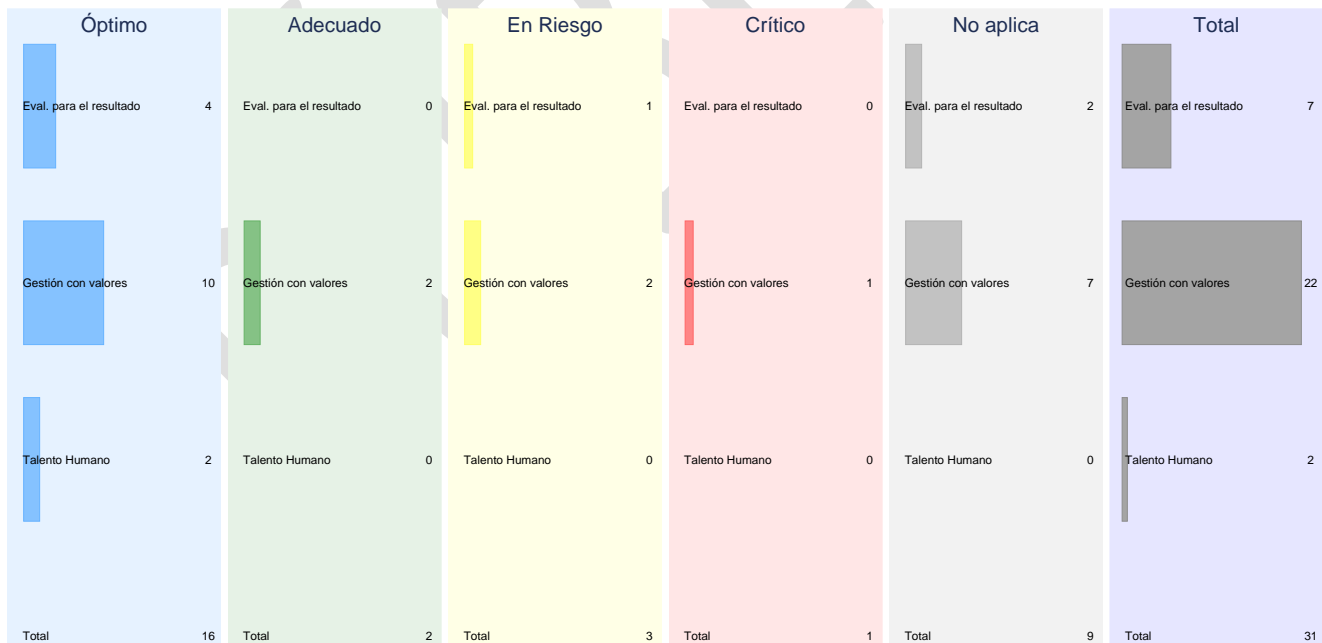 Óptimo Adecuado En Riesgo Crítico No aplica Total
Eval. para el resultado 4 Eval. para el resultado 0 Eval. para el resultado 1 Eval. para el resultado 0 Eval. para el resultado 2 Eval. para el resultado 7
Gestión con valores 10 Gestión con valores 2 Gestión con valores 2 Gestión con valores 1 Gestión con valores 7 Gestión con valores 22
Talento Humano 2 Talento Humano 0 Talento Humano 0 Talento Humano 0 Talento Humano 0 Talento Humano 2
Total 16 Total 2 Total 3 Total 1 Total 9 Total 31